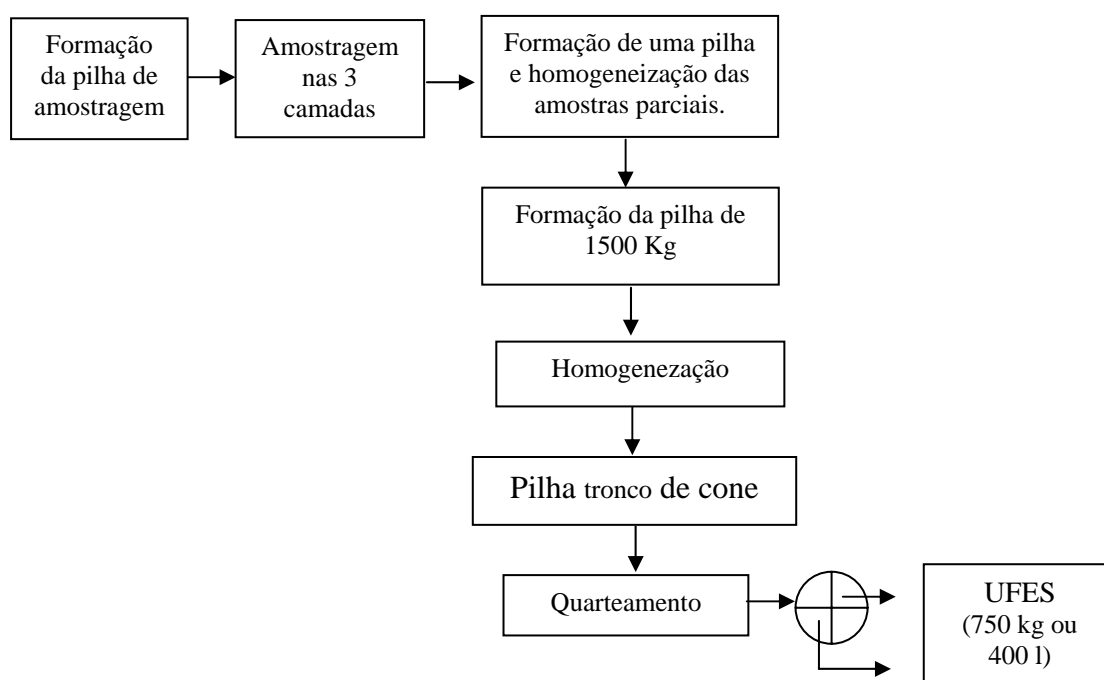 Formação
da pilha de
amostragem
Amostragem
nas 3
camadas
Formação de uma pilha
e homogeneização das
amostras parciais.
Formação da pilha de
1500 Kg
Homogenezação
Pilha tronco de cone
Quarteamento
UFES
(750 kg ou
400 l)